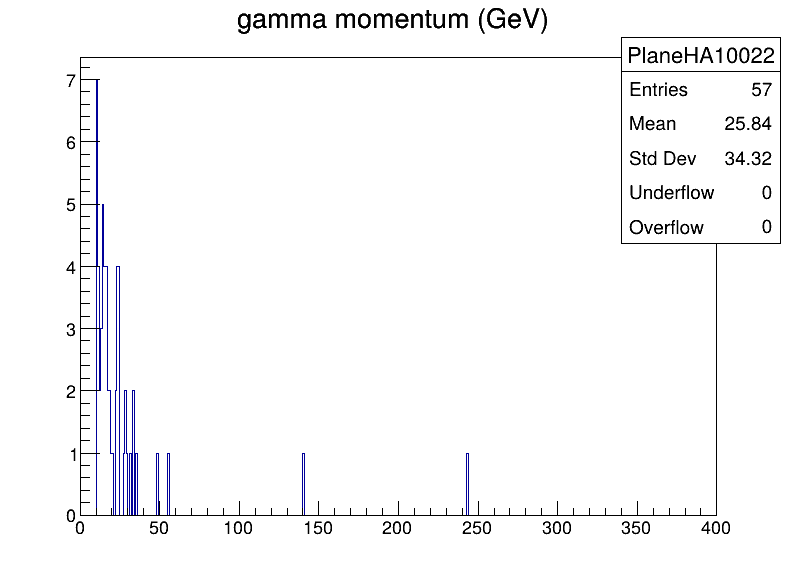 gamma momentum (GeV)
PlaneHA10022
Entries 57
Mean 25.84
Std Dev 34.32
Underflow 0
Overflow 0
7
6
5
4
3
2
1
0
0 50 100 150 200 250 300 350 400